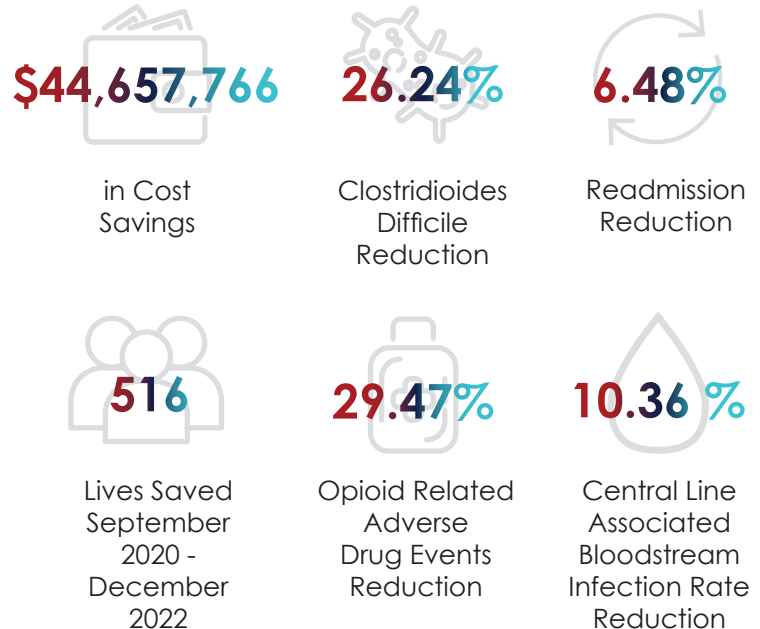 $44,657,766
in Cost
Savings
26.24%
Clostridioides
Difficile
Reduction
6.48%
Readmission
Reduction
516
Lives Saved
September
2020 -
December
2022
29.47%
Opioid Related
Adverse
Drug Events
Reduction
10.36 %
Central Line
Associated
Bloodstream
Infection Rate
Reduction